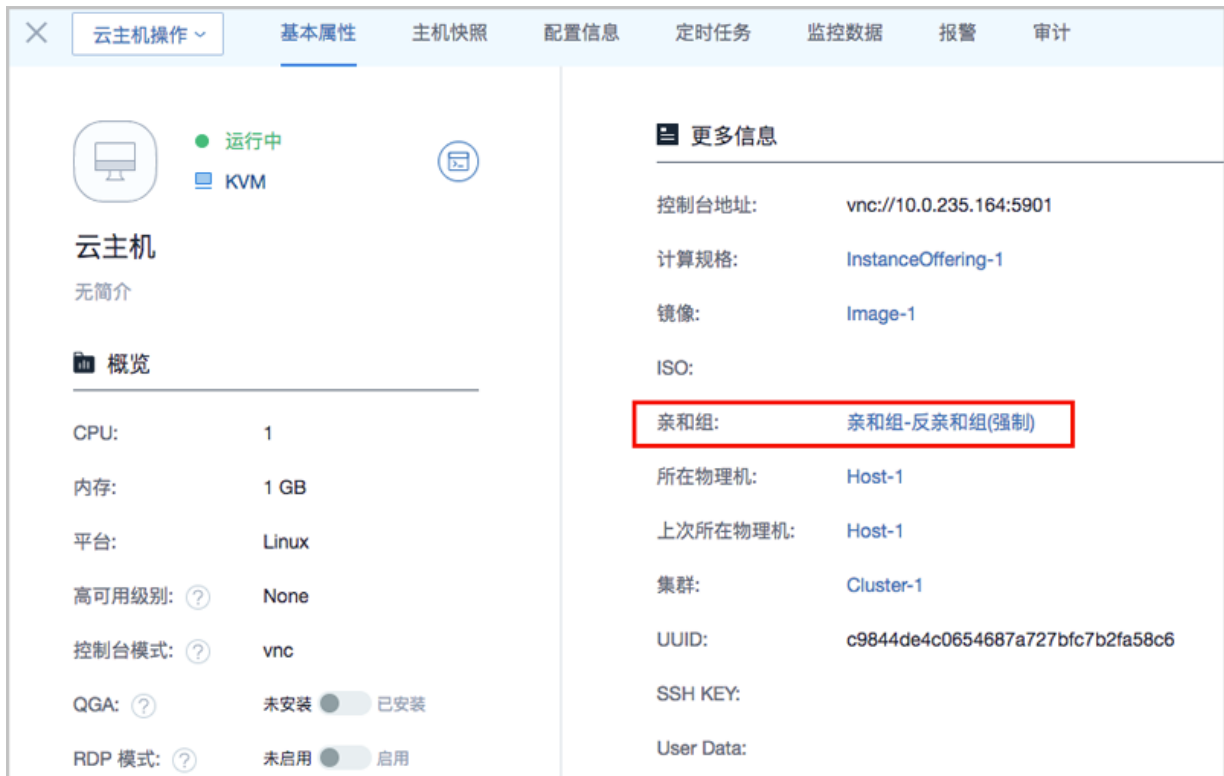 云主机操作 基本属性 主机快照 配置信息 定时任务 监控数据 报警 审计
运行中
KVM
云主机
无简介
概览
CPU: 1
内存: 1 GB
平台: Linux
高可用级别: ? None
控制台模式: ? vnc
QGA: ? 未安装 已安装
RDP 模式: ? 未启用 启用
更多信息
控制台地址: vnc://10.0.235.164:5901
计算规格: InstanceOffering-1
镜像: Image-1
ISO:
亲和组: 亲和组-反亲和组(强制)
所在物理机: Host-1
上次所在物理机: Host-1
集群: Cluster-1
UUID: c9844de4c0654687a727bfc7b2fa58c6
SSH KEY:
User Data: